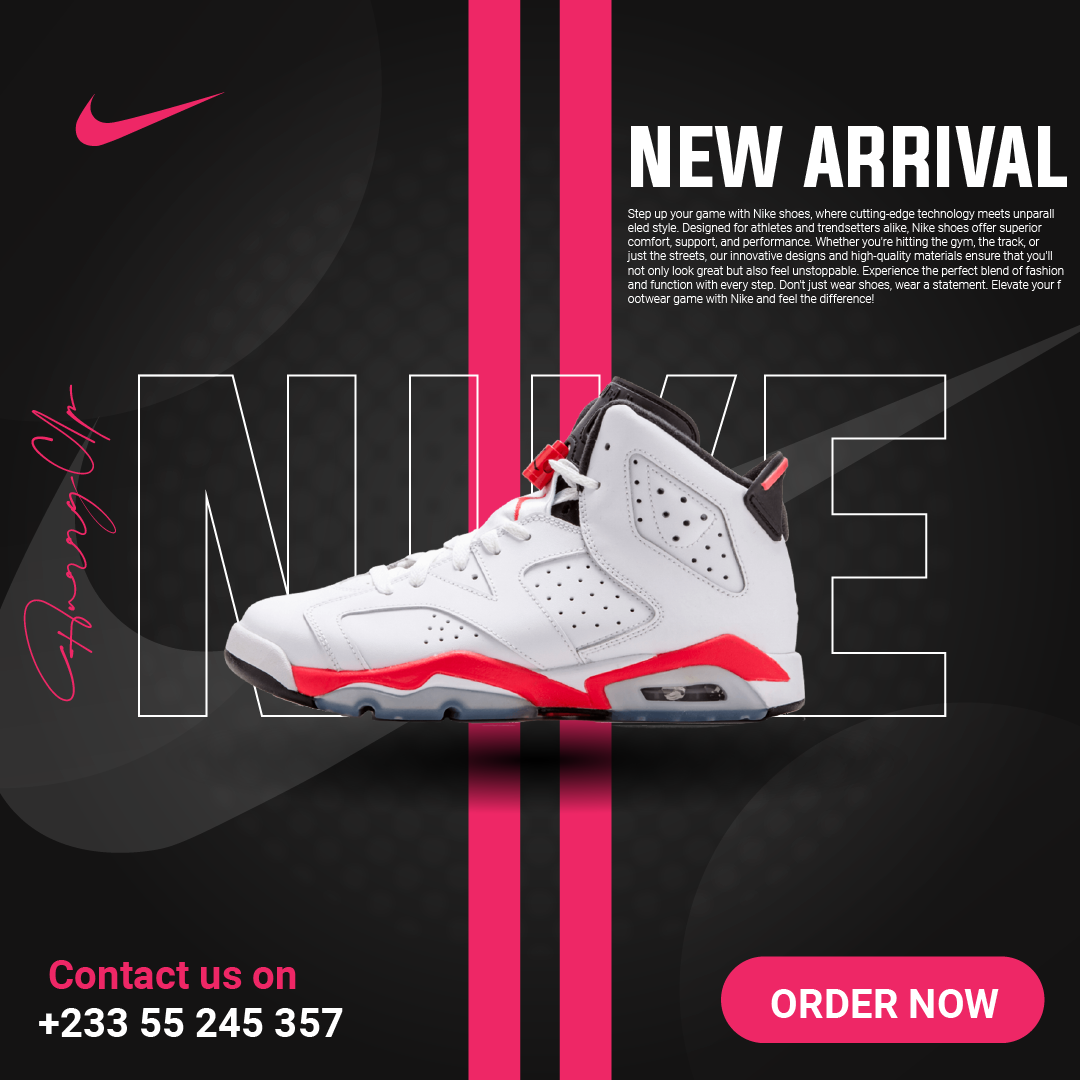 NEW ARRIVAL
Step up your game with Nike shoes, where cutting-edge technology meets unparall
eled style. Designed for athletes and trendsetters alike, Nike shoes offer superior
comfort, support, and performance. Whether you're hitting the gym, the track, or
just the streets, our innovative designs and high-quality materials ensure that you'll
not only look great but also feel unstoppable. Experience the perfect blend of fashion
and function with every step. Don't just wear shoes, wear a statement. Elevate your f
ootwear game with Nike and feel the difference!
NIKE
Contact us on
+233 55 245 357
ORDER NOW